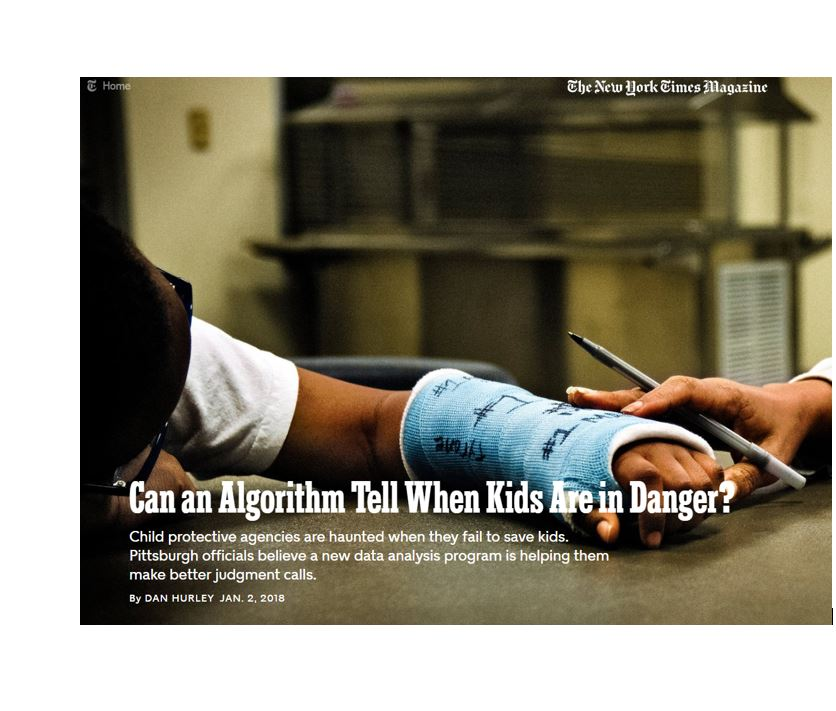 Home
The New York Times Magazine
Can an Algorithm Tell When Kids Are in Danger?
Child protective agencies are haunted when they fail to save kids.
Pittsburgh officials believe a new data analysis program is helping them
make better judgment calls.
By DAN HURLEY JAN. 2, 2018